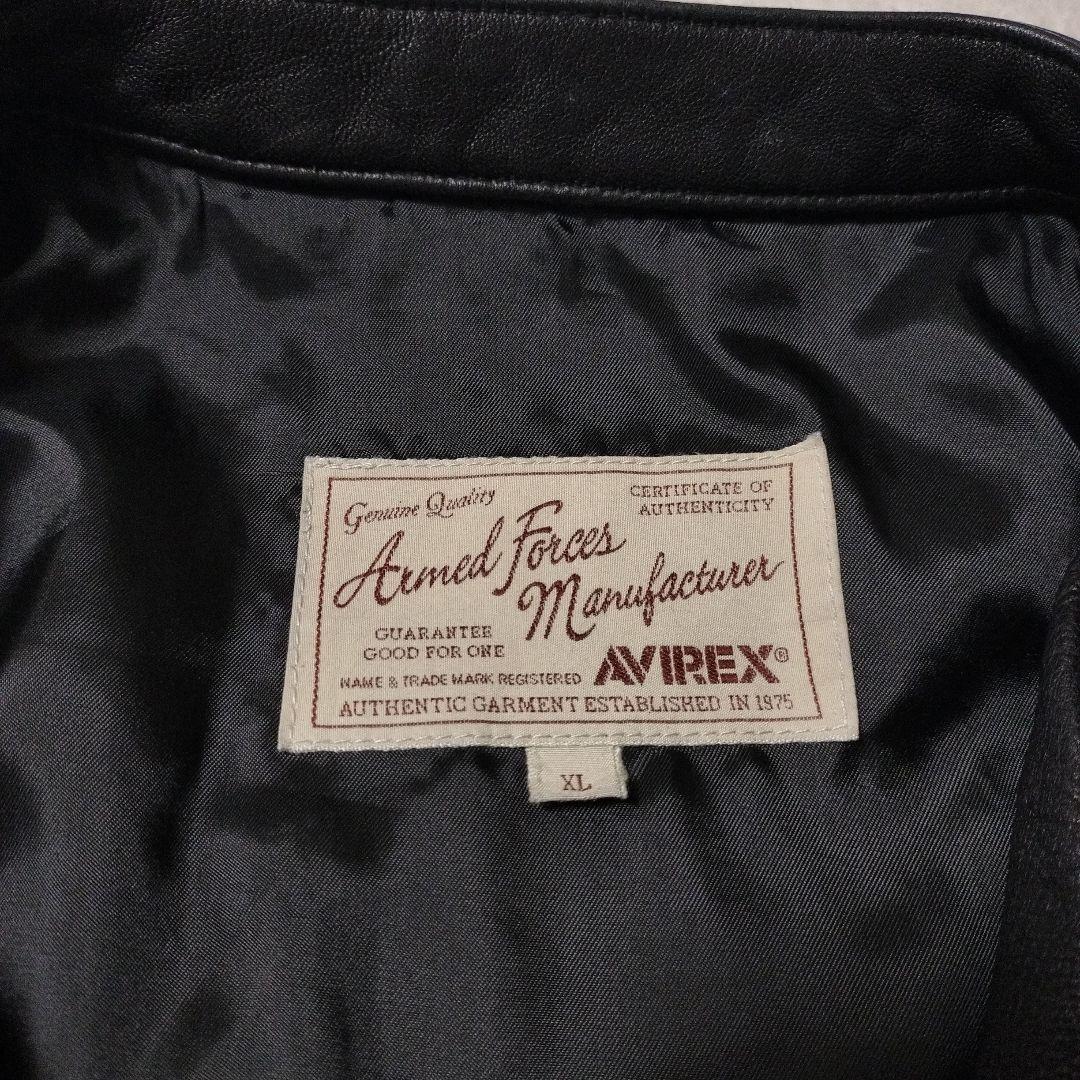 Genuine Quality
CERTIFICATE OF
AUTHENTICITY
Armed Forces
Manufacturer
GUARANTEE
GOOD FOR ONE
NAME & TRADE MARK REGISTERED
AVIREX®
AUTHENTIC GARMENT ESTABLISHED IN 1975
XL